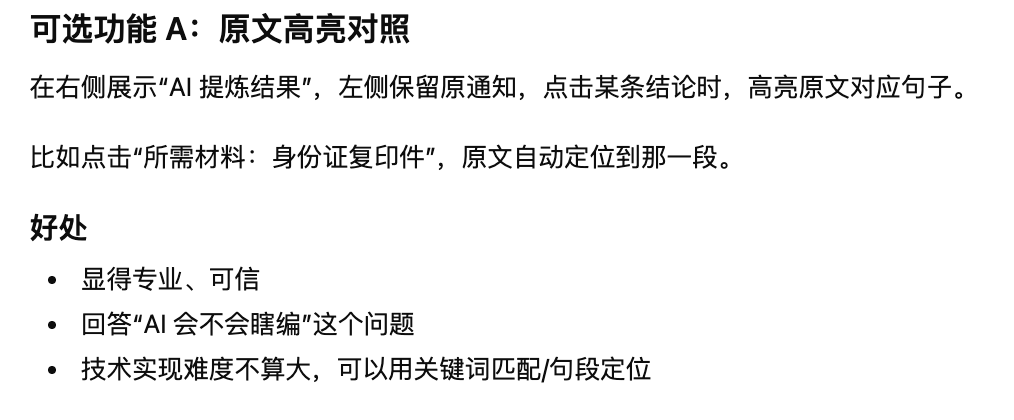 可选功能 A：原文高亮对照
在右侧展示“AI 提炼结果”，左侧保留原通知，点击某条结论时，高亮原文对应句子。
比如点击“所需材料：身份证复印件”，原文自动定位到那一段。
好处
• 显得专业、可信
• 回答“AI 会不会瞎编”这个问题
• 技术实现难度不算大，可以用关键词匹配/句段定位